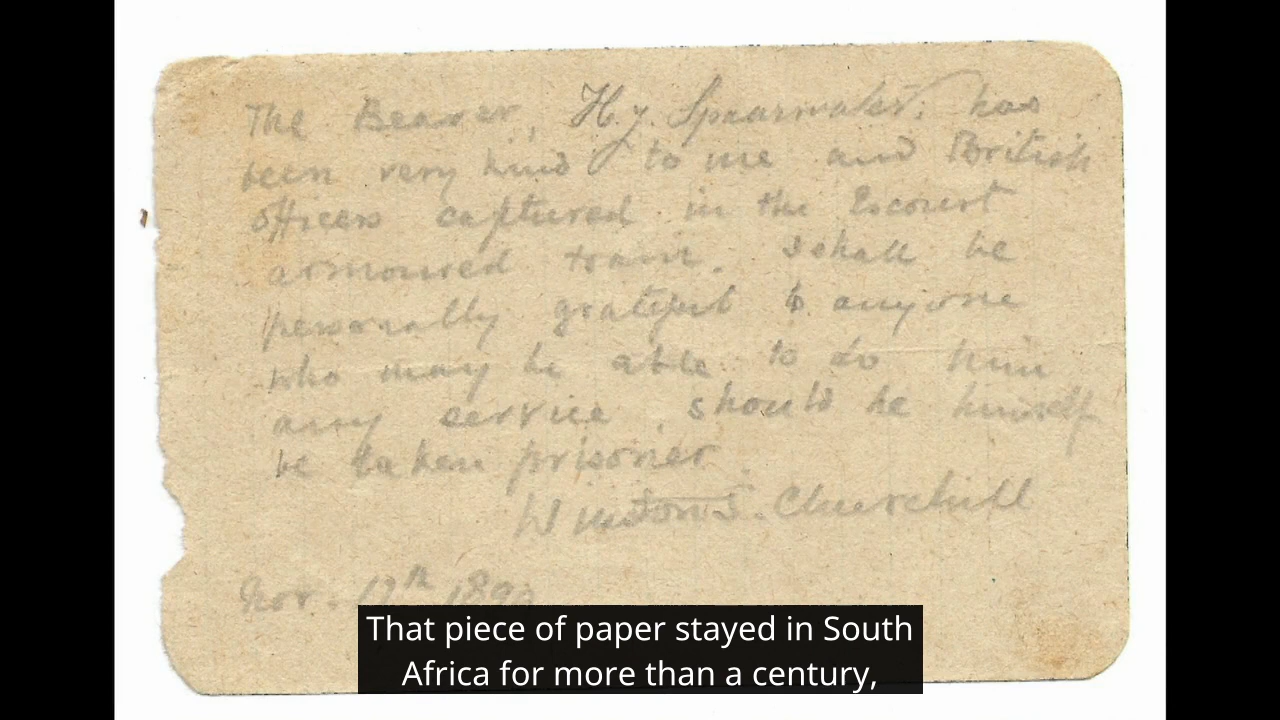 The Bearer, H.y. Spaarwater, has
been very kind to me and British
officers captured in the Escourt
armoured train. I shall be
personally grateful to anyone
who may be able to do him
any service, should he himself
be taken prisoner.
Winston S. Churchill
Nov. 17th 1899
That piece of paper stayed in South
Africa for more than a century,